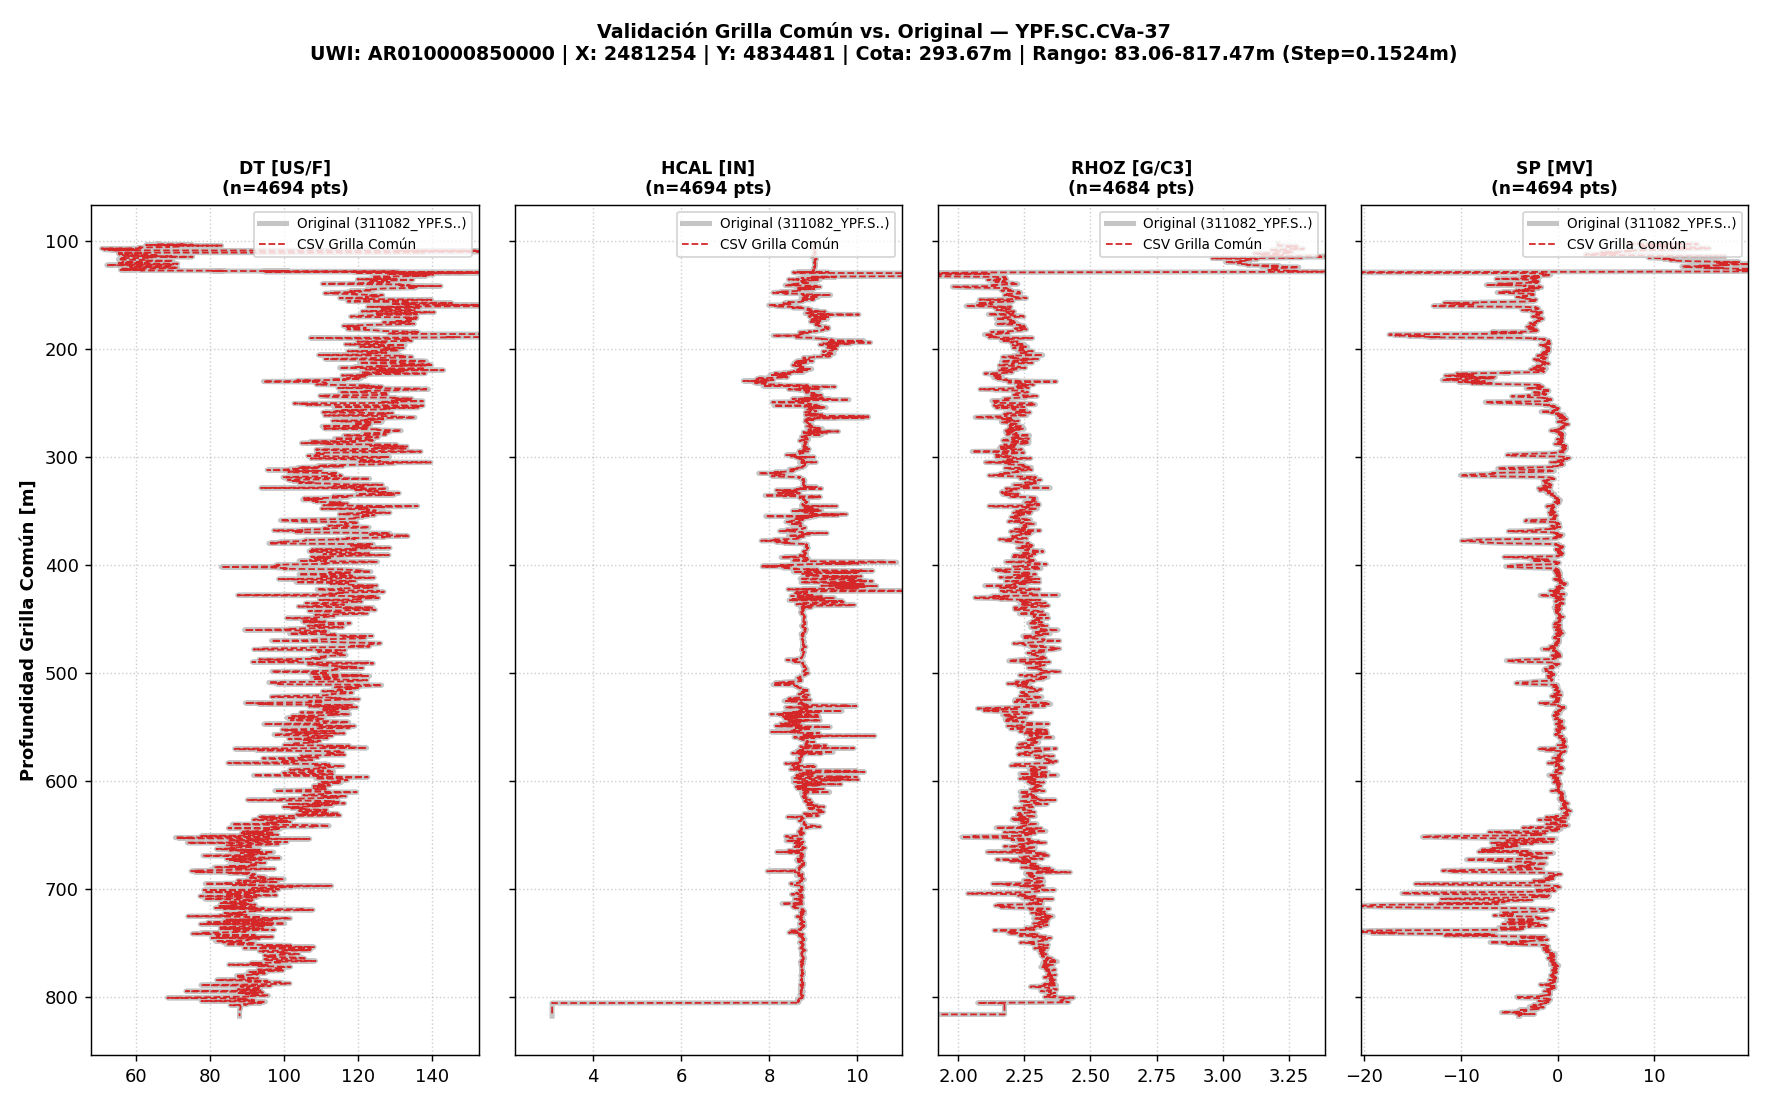 Validación Grilla Común vs. Original — YPF.SC.CVa-37
UWI: AR010000850000 | X: 2481254 | Y: 4834481 | Cota: 293.67m | Rango: 83.06-817.47m (Step=0.1524m)
DT [US/F]
(n=4694 pts)
HCAL [IN]
(n=4694 pts)
RHOZ [G/C3]
(n=4684 pts)
SP [MV]
(n=4694 pts)
Original (311082_YPF.S..)
CSV Grilla Común
Original (311082_YPF.S..)
CSV Grilla Común
Original (311082_YPF.S..)
CSV Grilla Común
Original (311082_YPF.S..)
CSV Grilla Común
Profundidad Grilla Común [m]
100
200
300
400
500
600
700
800
60 80 100 120 140
4 6 8 10
2.00 2.25 2.50 2.75 3.00 3.25
−20 −10 0 10